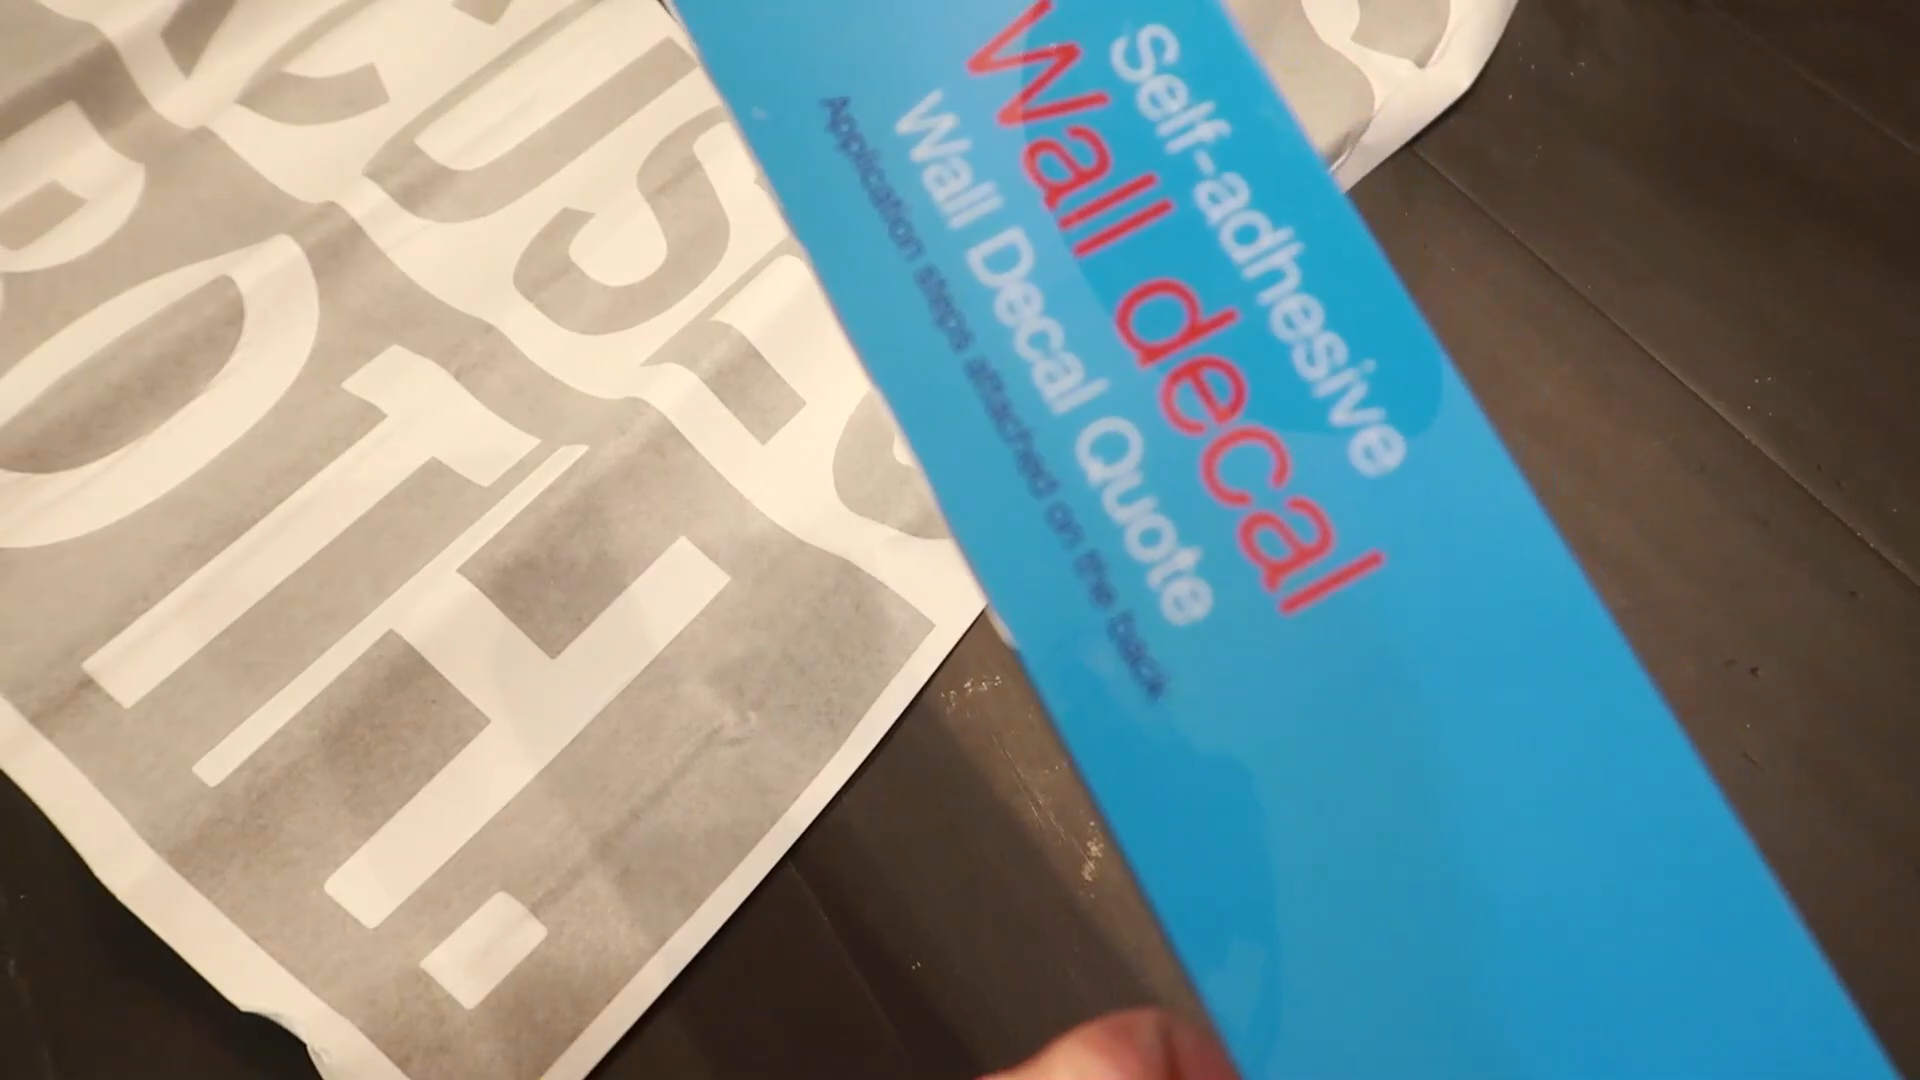 Self-adhesive
Wall decal
Wall Decal Quote
Application steps attached on the back
BOTH.